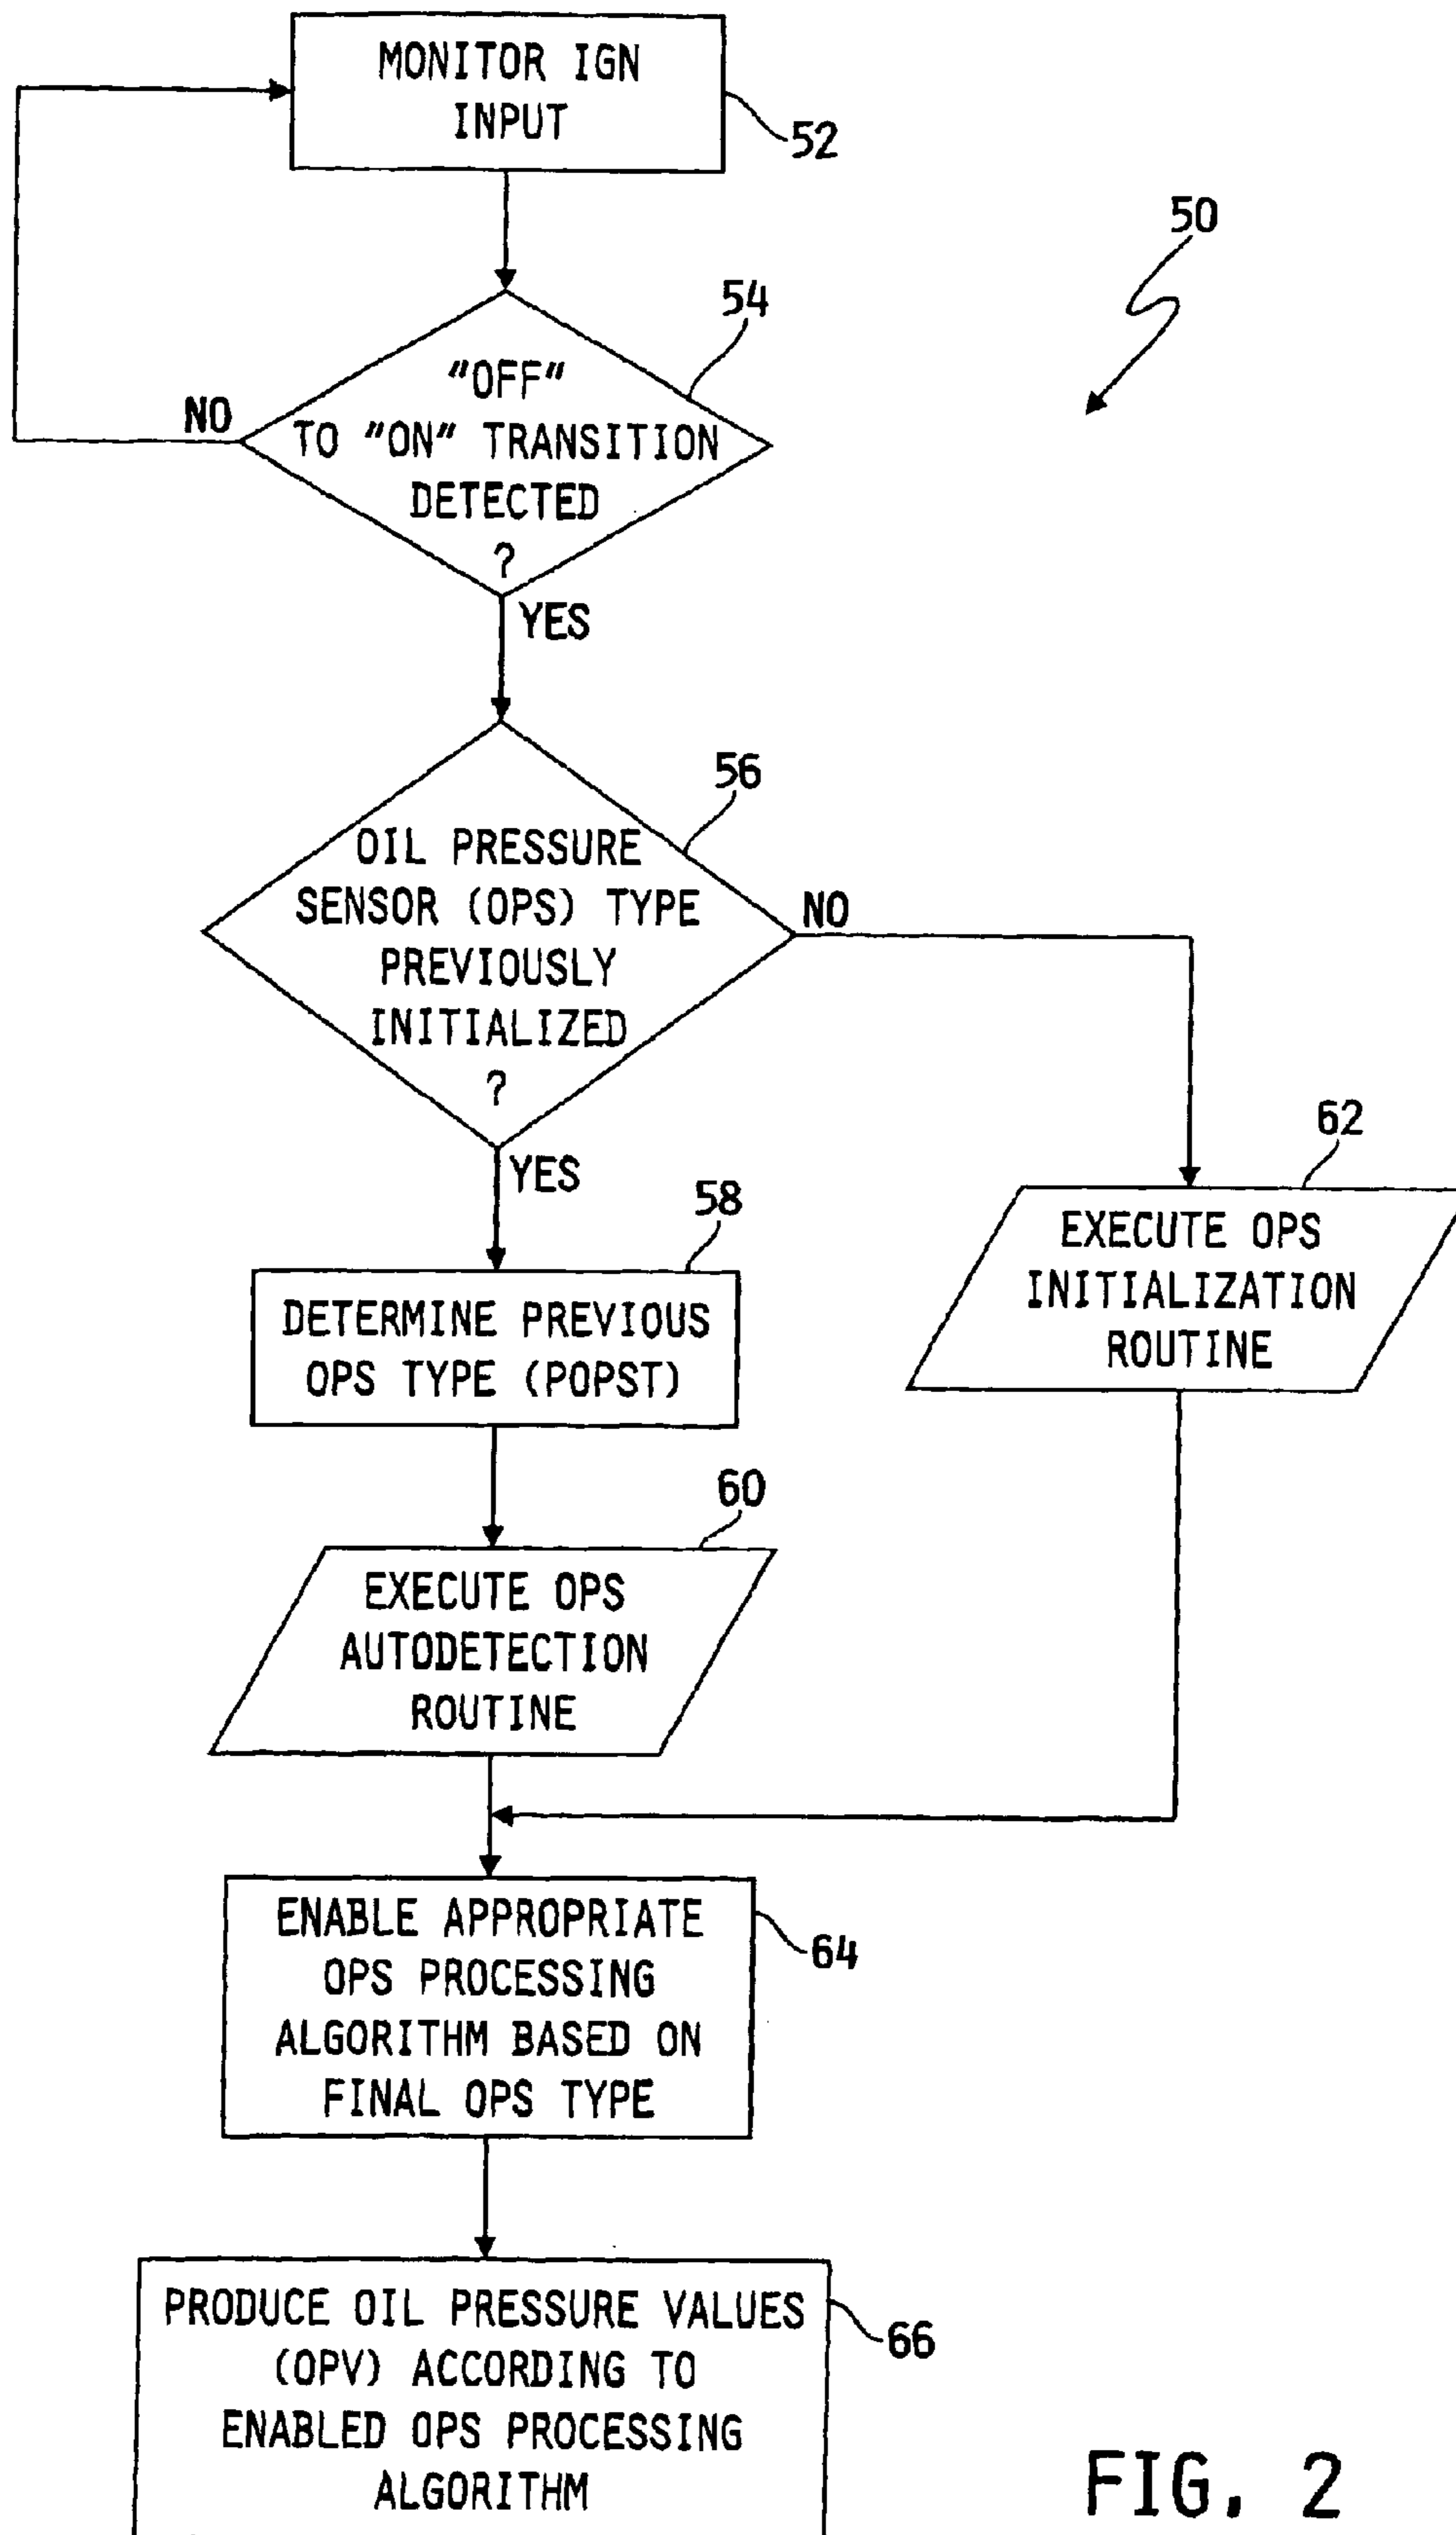 MONITOR IGN
INPUT
52
50
54
"OFF"
TO "ON" TRANSITION
DETECTED
?
NO
YES
56
OIL PRESSURE
SENSOR (OPS) TYPE
PREVIOUSLY
INITIALIZED
?
NO
YES
62
EXECUTE OPS
INITIALIZATION
ROUTINE
58
DETERMINE PREVIOUS
OPS TYPE (POPST)
60
EXECUTE OPS
AUTODETECTION
ROUTINE
ENABLE APPROPRIATE
OPS PROCESSING
ALGORITHM BASED ON
FINAL OPS TYPE
64
PRODUCE OIL PRESSURE VALUES
(OPV) ACCORDING TO
ENABLED OPS PROCESSING
ALGORITHM
66
FIG. 2